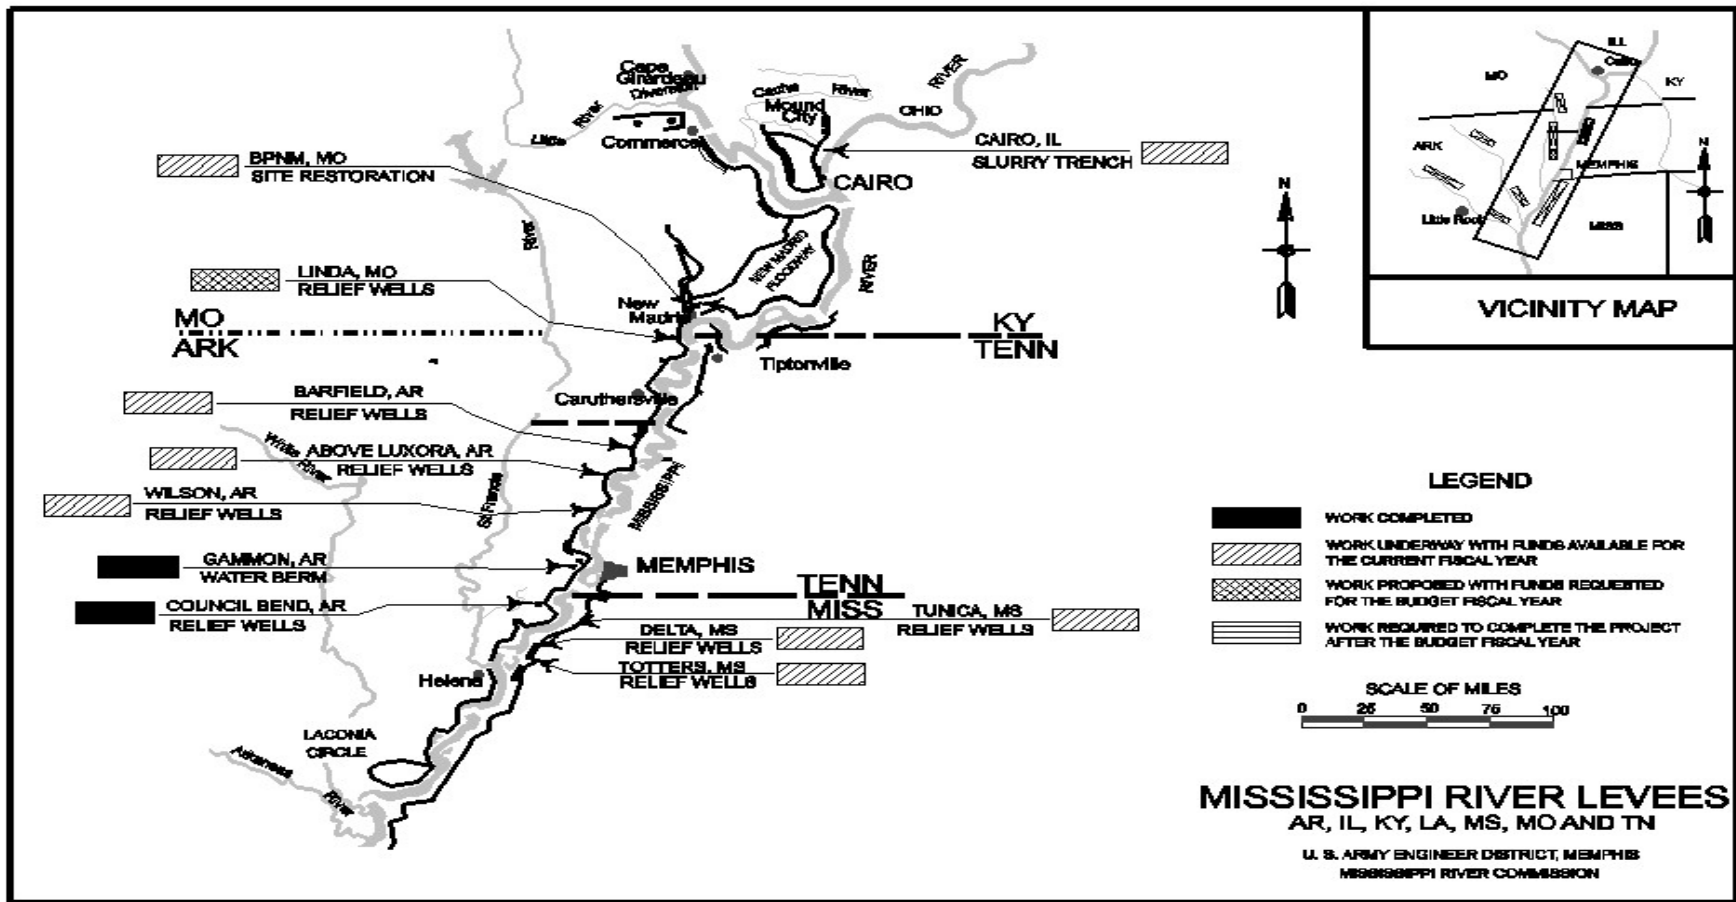 Cape
Girardeau
Diversion
Little River
Commerce
Cache River
Mound
City
OHIO RIVER
CAIRO, IL
SLURRY TRENCH
CAIRO
BPNM, MO
SITE RESTORATION
River
NEW MADRID
FLOODWAY
RIVER
LINDA, MO
RELIEF WELLS
New
Madrid
MO
ARK
KY
TENN
Tiptonville
BARFIELD, AR
RELIEF WELLS
Caruthersville
White
River
ABOVE LUXORA, AR
RELIEF WELLS
WILSON, AR
RELIEF WELLS
St Francis
MISSISSIPPI
GAMMON, AR
WATER BERM
MEMPHIS
COUNCIL BEND, AR
RELIEF WELLS
TENN
MISS
TUNICA, MS
RELIEF WELLS
DELTA, MS
RELIEF WELLS
TOTTERS, MS
RELIEF WELLS
Helena
LACONIA
CIRCLE
Arkansas
River
N
ILL
MO
Cairo
KY
ARK
MEMPHIS
Little Rock
MISS
N
VICINITY MAP
LEGEND
WORK COMPLETED
WORK UNDERWAY WITH FUNDS AVAILABLE FOR
THE CURRENT FISCAL YEAR
WORK PROPOSED WITH FUNDS REQUESTED
FOR THE BUDGET FISCAL YEAR
WORK REQUIRED TO COMPLETE THE PROJECT
AFTER THE BUDGET FISCAL YEAR
SCALE OF MILES
0 25 50 75 100
MISSISSIPPI RIVER LEVEES
AR, IL, KY, LA, MS, MO AND TN
U. S. ARMY ENGINEER DISTRICT, MEMPHIS
MISSISSIPPI RIVER COMMISSION